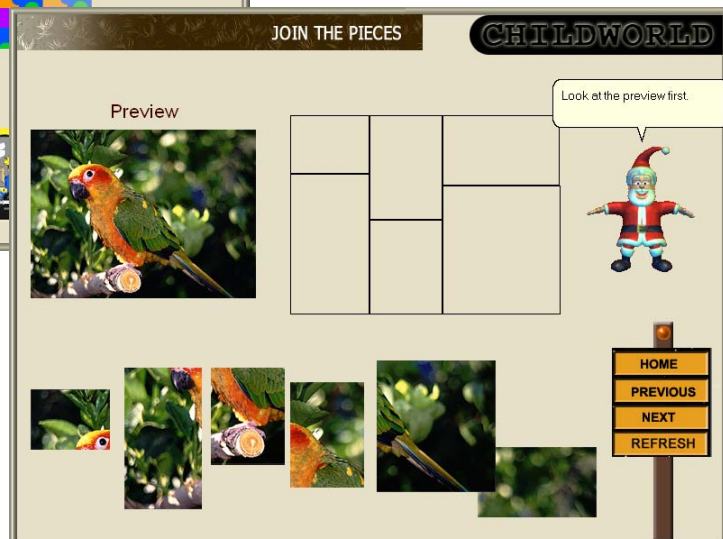 JOIN THE PIECES
CHILDWORLD
Look at the preview first.
Preview
HOME
PREVIOUS
NEXT
REFRESH